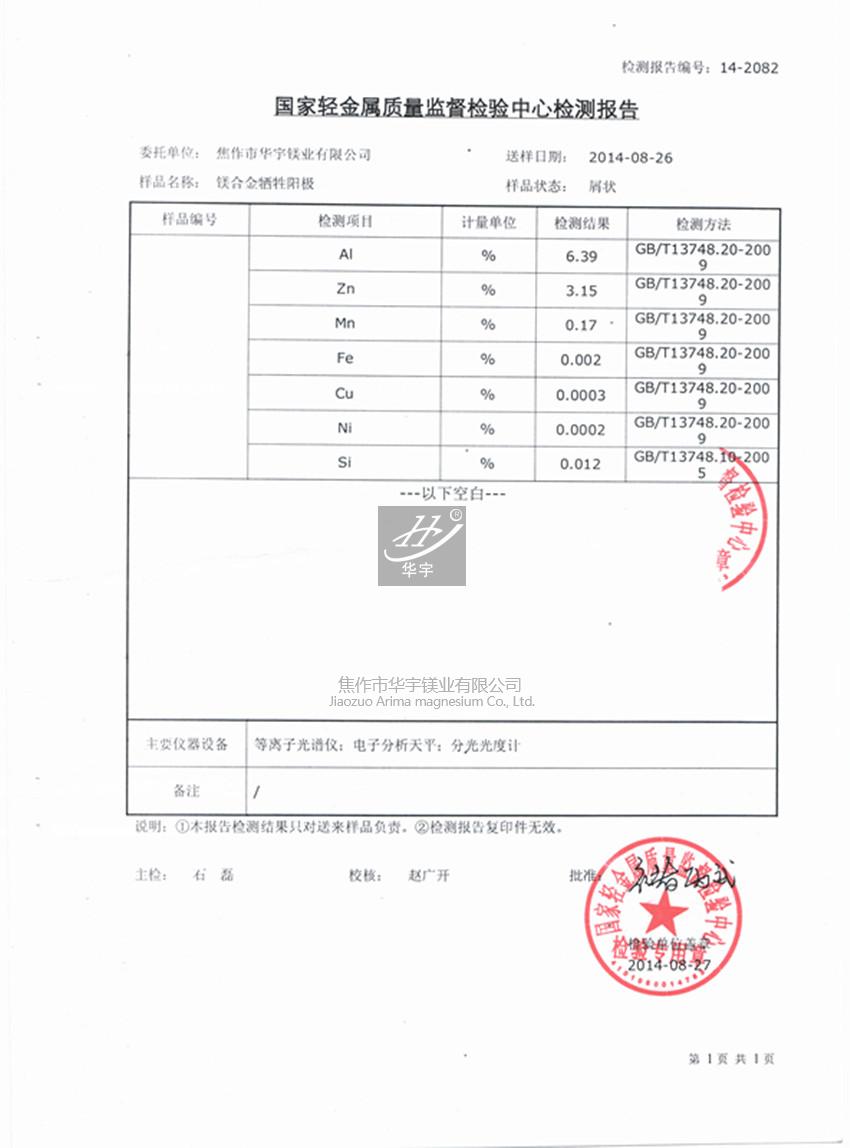 检测报告编号：14-2082
国家轻金属质量监督检验中心检测报告
委托单位： 焦作市华宇镁业有限公司 送样日期： 2014-08-26
样品名称： 镁合金牺牲阳极 样品状态： 屑状
样品编号 检测项目 计量单位 检测结果 检测方法
Al % 6.39 GB/T13748.20-2009
Zn % 3.15 GB/T13748.20-2009
Mn % 0.17 GB/T13748.20-2009
Fe % 0.002 GB/T13748.20-2009
Cu % 0.0003 GB/T13748.20-2009
Ni % 0.0002 GB/T13748.20-2009
Si % 0.012 GB/T13748.10-2005
---以下空白---
督检验中心
章
HY®
华宇
焦作市华宇镁业有限公司
Jiaozuo Arima magnesium Co., Ltd.
主要仪器设备 等离子光谱仪；电子分析天平；分光光度计
备注 /
说明：①本报告检测结果只对送来样品负责。②检测报告复印件无效。
主检： 石磊 校核： 赵广开 批准：
国家轻金属质量监督检验中心
检验单位盖章
检验专用章
2014-08-27
第1页 共1页